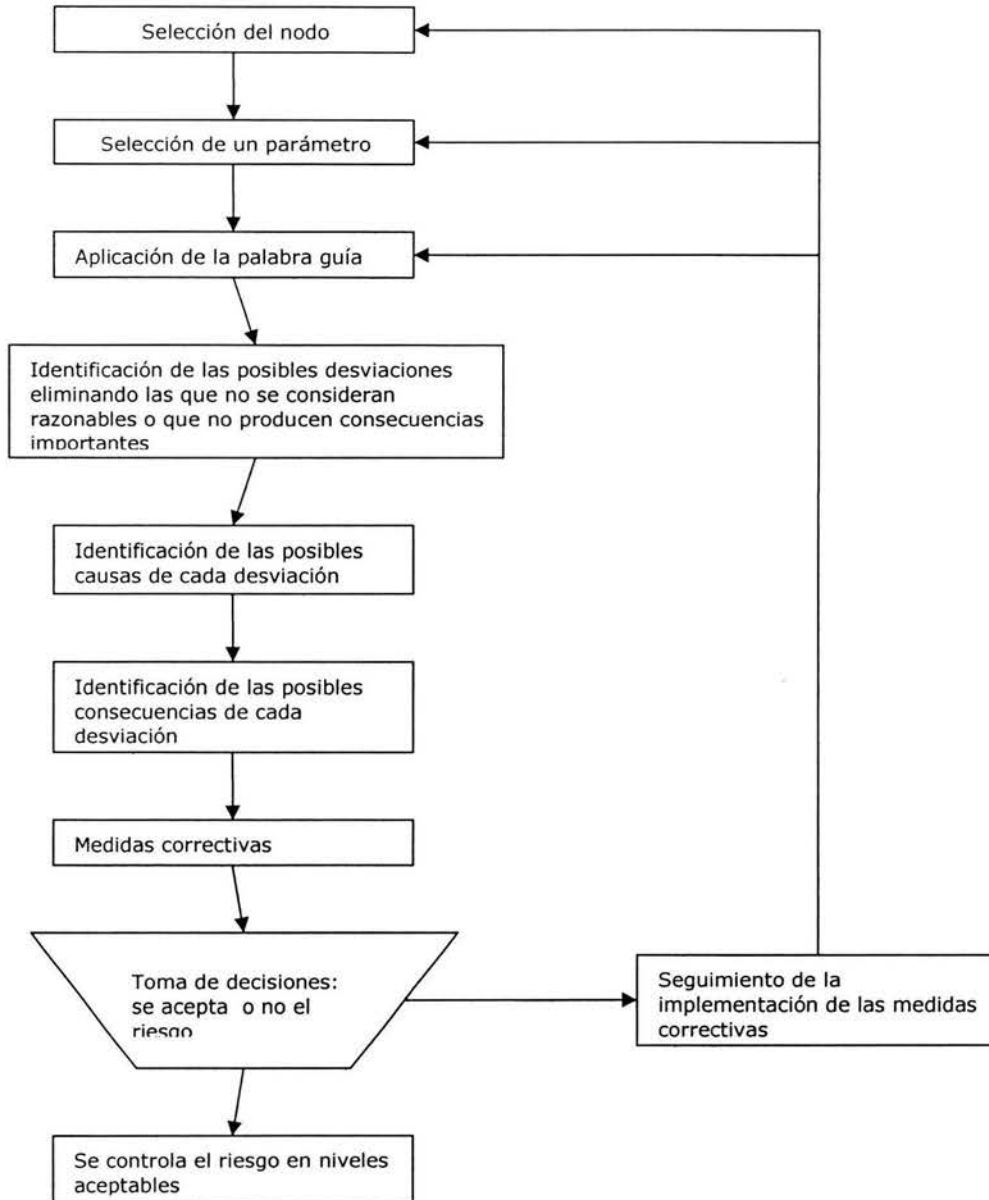 Selección del nodo
Selección de un parámetro
Aplicación de la palabra guía
Identificación de las posibles desviaciones
eliminando las que no se consideran
razonables o que no producen consecuencias
importantes
Identificación de las posibles
causas de cada desviación
Identificación de las posibles
consecuencias de cada
desviación
Medidas correctivas
Toma de decisiones:
se acepta o no el
riesgo
Seguimiento de la
implementación de las medidas
correctivas
Se controla el riesgo en niveles
aceptables